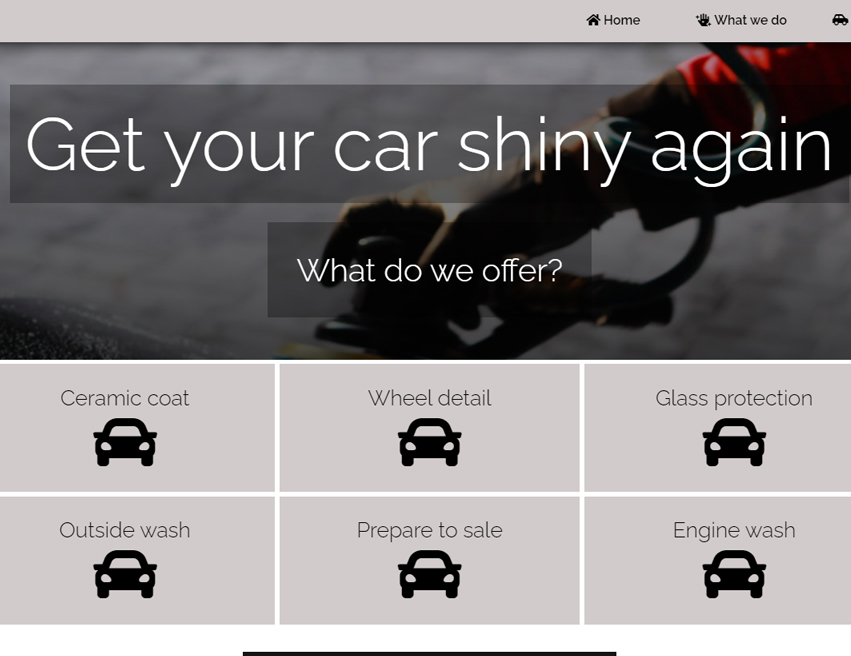 Home What we do
Get your car shiny again
What do we offer?
Ceramic coat Wheel detail Glass protection
Outside wash Prepare to sale Engine wash